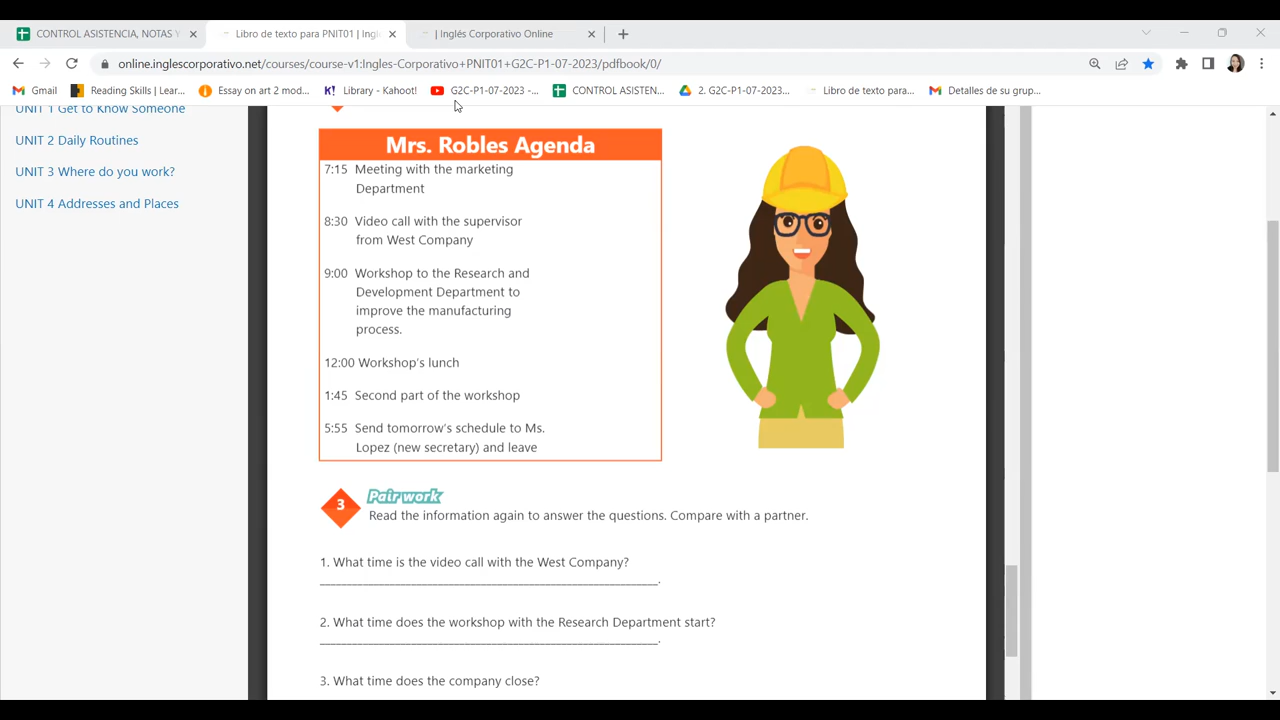 CONTROL ASISTENCIA, NOTAS Y
Libro de texto para PNIT01 | Ingl
| Inglés Corporativo Online
online.inglescorporativo.net/courses/course-v1:Ingles-Corporativo+PNIT01+G2C-P1-07-2023/pdfbook/0/
Gmail
Reading Skills | Lear...
Essay on art 2 mod...
Library - Kahoot!
G2C-P1-07-2023 -...
CONTROL ASISTEN...
2. G2C-P1-07-2023...
Libro de texto para...
Detalles de su grup...
UNIT 1 Get to Know Someone
UNIT 2 Daily Routines
UNIT 3 Where do you work?
UNIT 4 Addresses and Places
Mrs. Robles Agenda
7:15 Meeting with the marketing
Department
8:30 Video call with the supervisor
from West Company
9:00 Workshop to the Research and
Development Department to
improve the manufacturing
process.
12:00 Workshop's lunch
1:45 Second part of the workshop
5:55 Send tomorrow's schedule to Ms.
Lopez (new secretary) and leave
3
Pair work
Read the information again to answer the questions. Compare with a partner.
1. What time is the video call with the West Company?
2. What time does the workshop with the Research Department start?
3. What time does the company close?